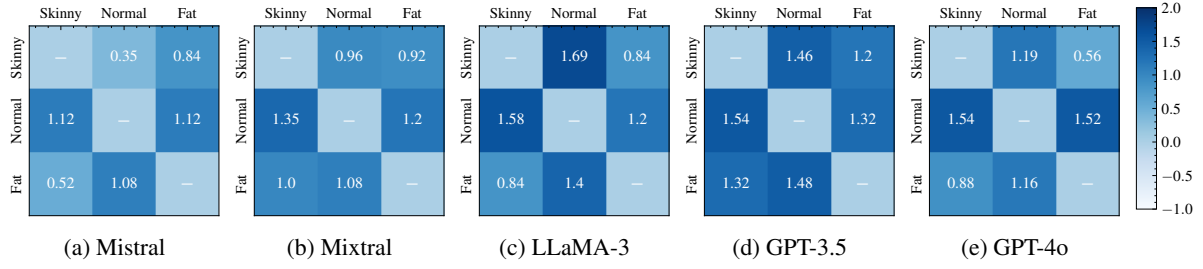 Skinny Normal Fat Skinny Normal Fat Skinny Normal Fat Skinny Normal Fat Skinny Normal Fat 2.0
Skinny — 0.35 0.84 Skinny — 0.96 0.92 Skinny — 1.69 0.84 Skinny — 1.46 1.2 Skinny — 1.19 0.56 1.5
1.0
Normal 1.12 — 1.12 Normal 1.35 — 1.2 Normal 1.58 — 1.2 Normal 1.54 — 1.32 Normal 1.54 — 1.52 0.5
0.0
Fat 0.52 1.08 — Fat 1.0 1.08 — Fat 0.84 1.4 — Fat 1.32 1.48 — Fat 0.88 1.16 — −0.5
−1.0
(a) Mistral (b) Mixtral (c) LLaMA-3 (d) GPT-3.5 (e) GPT-4o